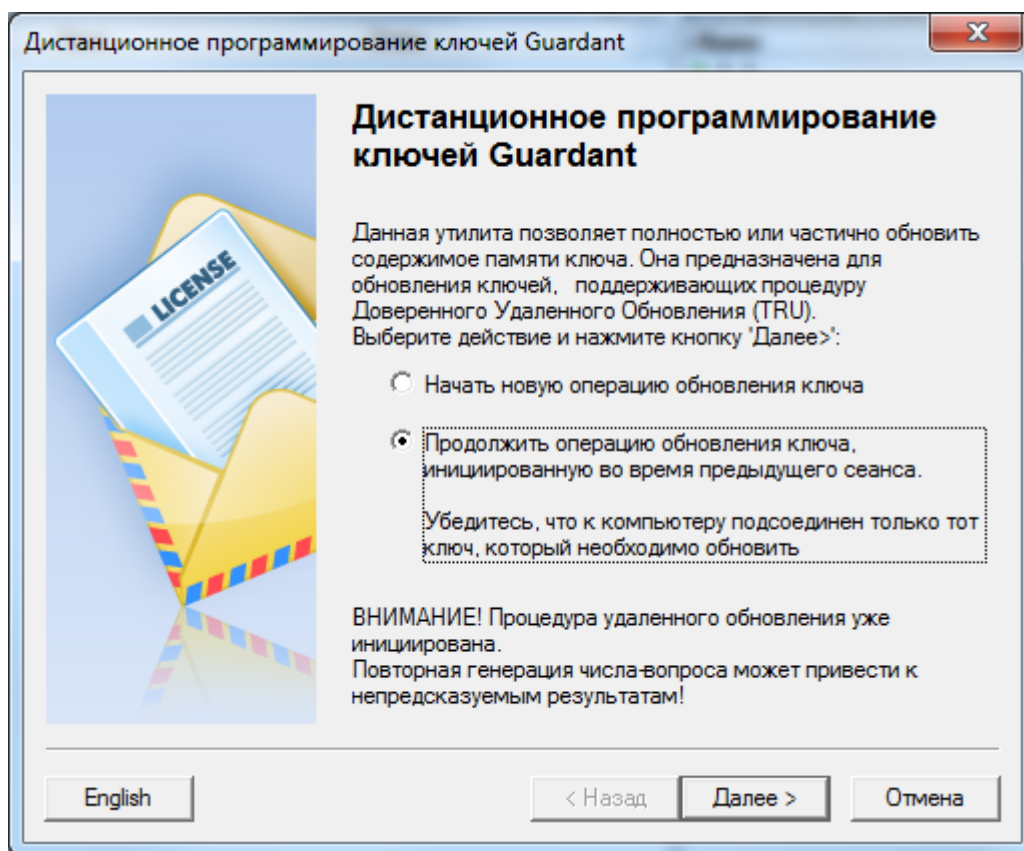 Дистанционное программирование ключей Guardant
Дистанционное программирование
ключей Guardant
LICENSE
Данная утилита позволяет полностью или частично обновить
содержимое памяти ключа. Она предназначена для
обновления ключей, поддерживающих процедуру
Доверенного Удаленного Обновления (TRU).
Выберите действие и нажмите кнопку 'Далее>':
Начать новую операцию обновления ключа
Продолжить операцию обновления ключа,
инициированную во время предыдущего сеанса.
Убедитесь, что к компьютеру подсоединен только тот
ключ, который необходимо обновить
ВНИМАНИЕ! Процедура удаленного обновления уже
инициирована.
Повторная генерация числа-вопроса может привести к
непредсказуемым результатам!
English
< Назад
Далее >
Отмена